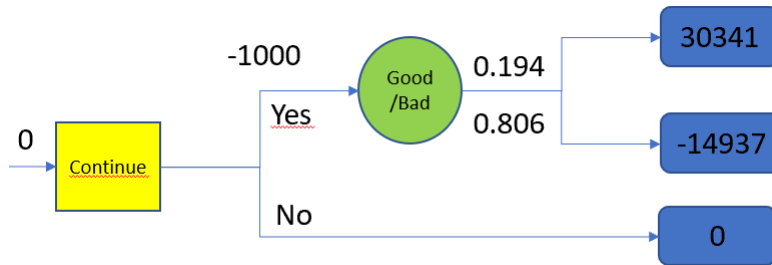 0
Continue
-1000
Yes
No
Good
/Bad
0.194
0.806
30341
-14937
0